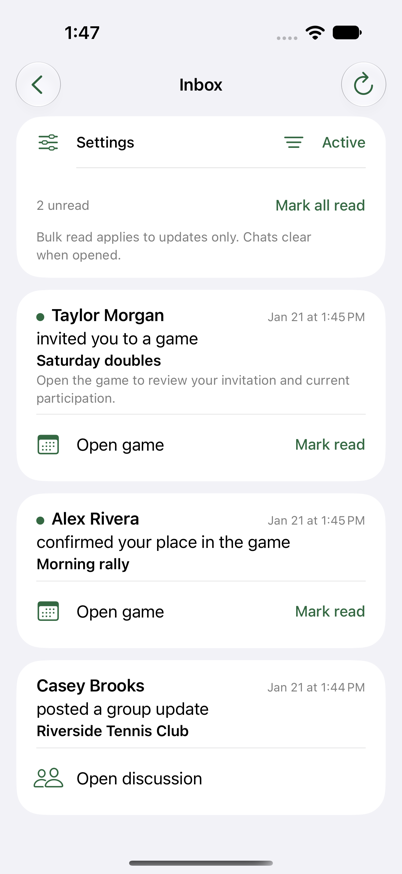 1:47
Inbox
Settings
Active
2 unread
Mark all read
Bulk read applies to updates only. Chats clear
when opened.
Taylor Morgan
Jan 21 at 1:45 PM
invited you to a game
Saturday doubles
Open the game to review your invitation and current
participation.
Open game
Mark read
Alex Rivera
Jan 21 at 1:45 PM
confirmed your place in the game
Morning rally
Open game
Mark read
Casey Brooks
Jan 21 at 1:44 PM
posted a group update
Riverside Tennis Club
Open discussion